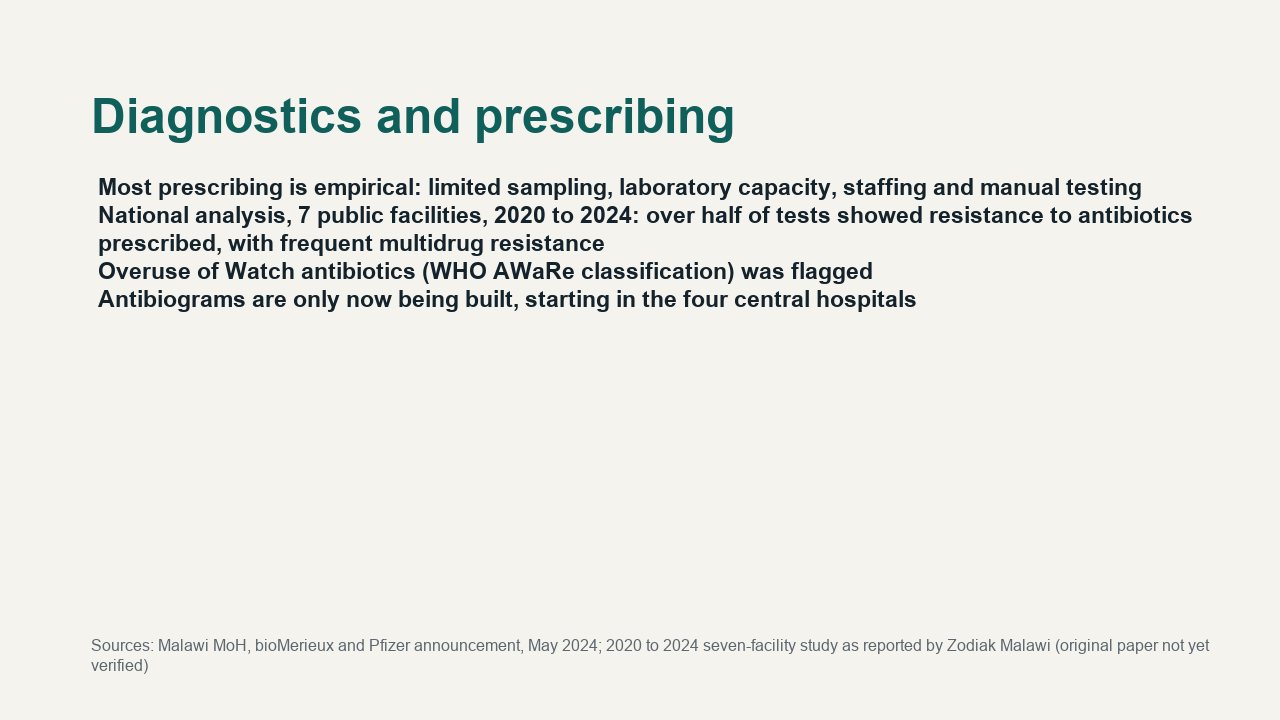 Diagnostics and prescribing
Most prescribing is empirical: limited sampling, laboratory capacity, staffing and manual testing
National analysis, 7 public facilities, 2020 to 2024: over half of tests showed resistance to antibiotics
prescribed, with frequent multidrug resistance
Overuse of Watch antibiotics (WHO AWaRe classification) was flagged
Antibiograms are only now being built, starting in the four central hospitals
Sources: Malawi MoH, bioMerieux and Pfizer announcement, May 2024; 2020 to 2024 seven-facility study as reported by Zodiak Malawi (original paper not yet
verified)